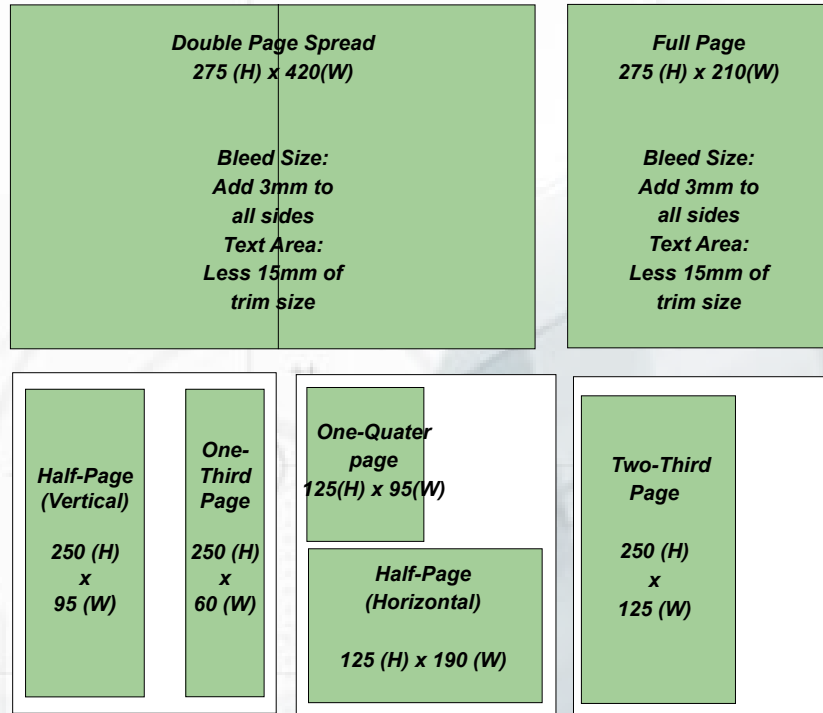 Double Page Spread
275 (H) x 420(W)
Bleed Size:
Add 3mm to
all sides
Text Area:
Less 15mm of
trim size
Full Page
275 (H) x 210(W)
Bleed Size:
Add 3mm to
all sides
Text Area:
Less 15mm of
trim size
Half-Page
(Vertical)
250 (H)
x
95 (W)
One-
Third
Page
250 (H)
x
60 (W)
One-Quater
page
125(H) x 95(W)
Half-Page
(Horizontal)
125 (H) x 190 (W)
Two-Third
Page
250 (H)
x
125 (W)